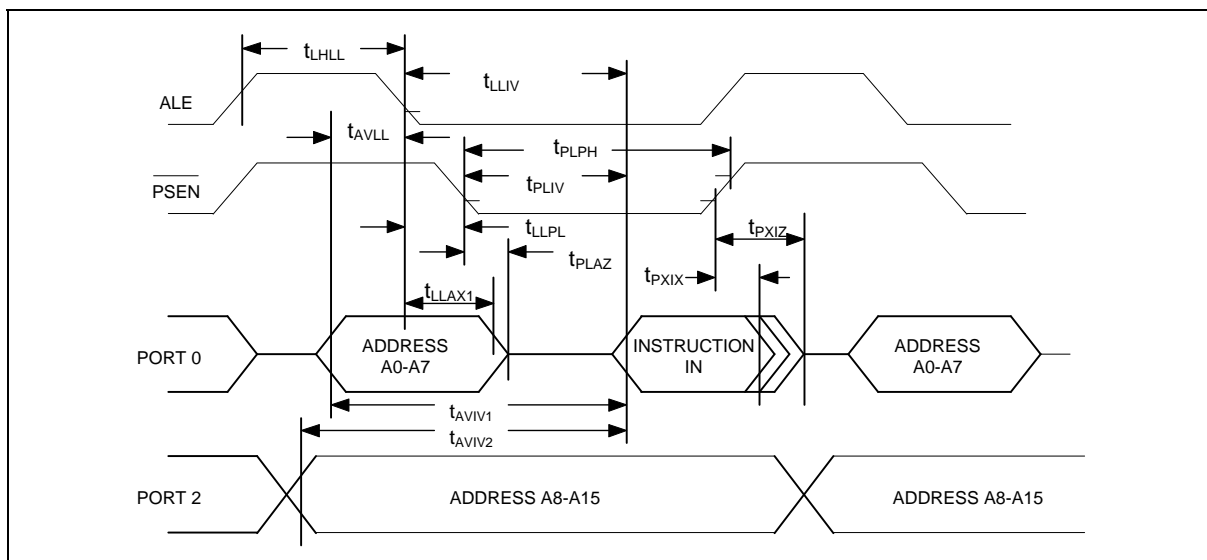 tLHLL
tLLIV
ALE
tAVLL
tPLPH
PSEN
tPLIV
tLLPL
tPXIZ
tPLAZ
tPXIX
tLLAX1
PORT 0
ADDRESS
A0-A7
INSTRUCTION
IN
ADDRESS
A0-A7
tAVIV1
tAVIV2
PORT 2
ADDRESS A8-A15
ADDRESS A8-A15